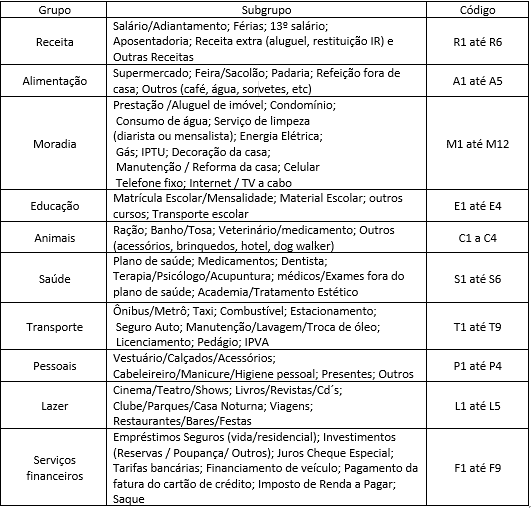 Grupo Subgrupo Código
Receita
Salário/Adiantamento; Férias; 13º salário;
Aposentadoria; Receita extra (aluguel, restituição IR) e
Outras Receitas
R1 até R6
Alimentação
Supermercado; Feira/Sacolão; Padaria; Refeição fora de
casa; Outros (café, água, sorvetes, etc)
A1 até A5
Moradia
Prestação /Aluguel de imóvel; Condomínio;
Consumo de água; Serviço de limpeza
(diarista ou mensalista); Energia Elétrica;
Gás; IPTU; Decoração da casa;
Manutenção / Reforma da casa; Celular
Telefone fixo; Internet / TV a cabo
M1 até M12
Educação
Matrícula Escolar/Mensalidade; Material Escolar; outros
cursos; Transporte escolar
E1 até E4
Animais
Ração; Banho/Tosa; Veterinário/medicamento; Outros
(acessórios, brinquedos, hotel, dog walker)
C1 a C4
Saúde
Plano de saúde; Medicamentos; Dentista;
Terapia/Psicólogo/Acupuntura; médicos/Exames fora do
plano de saúde; Academia/Tratamento Estético
S1 até S6
Transporte
Ônibus/Metrô; Taxi; Combustível; Estacionamento;
Seguro Auto; Manutenção/Lavagem/Troca de óleo;
Licenciamento; Pedágio; IPVA
T1 até T9
Pessoais
Vestuário/Calçados/Acessórios;
Cabeleireiro/Manicure/Higiene pessoal; Presentes; Outros
P1 até P4
Lazer
Cinema/Teatro/Shows; Livros/Revistas/Cd´s;
Clube/Parques/Casa Noturna; Viagens;
Restaurantes/Bares/Festas
L1 até L5
Serviços
financeiros
Empréstimos Seguros (vida/residencial); Investimentos
(Reservas / Poupança/ Outros); Juros Cheque Especial;
Tarifas bancárias; Financiamento de veículo; Pagamento da
fatura do cartão de crédito; Imposto de Renda a Pagar;
Saque
F1 até F9